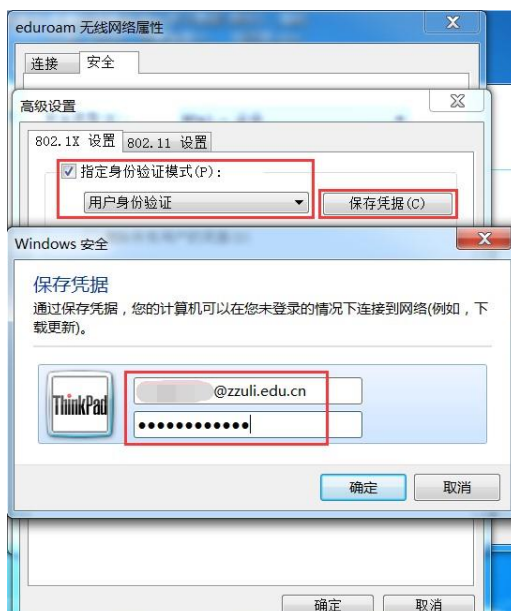 eduroam 无线网络属性
连接 安全
高级设置
802.1X 设置 802.11 设置
指定身份验证模式(P):
用户身份验证 保存凭据(C)
Windows 安全
保存凭据
通过保存凭据，您的计算机可以在您未登录的情况下连接到网络(例如，下
载更新)。
ThinkPad
@zzuli.edu.cn
●●●●●●●●●●●●
确定 取消
确定 取消